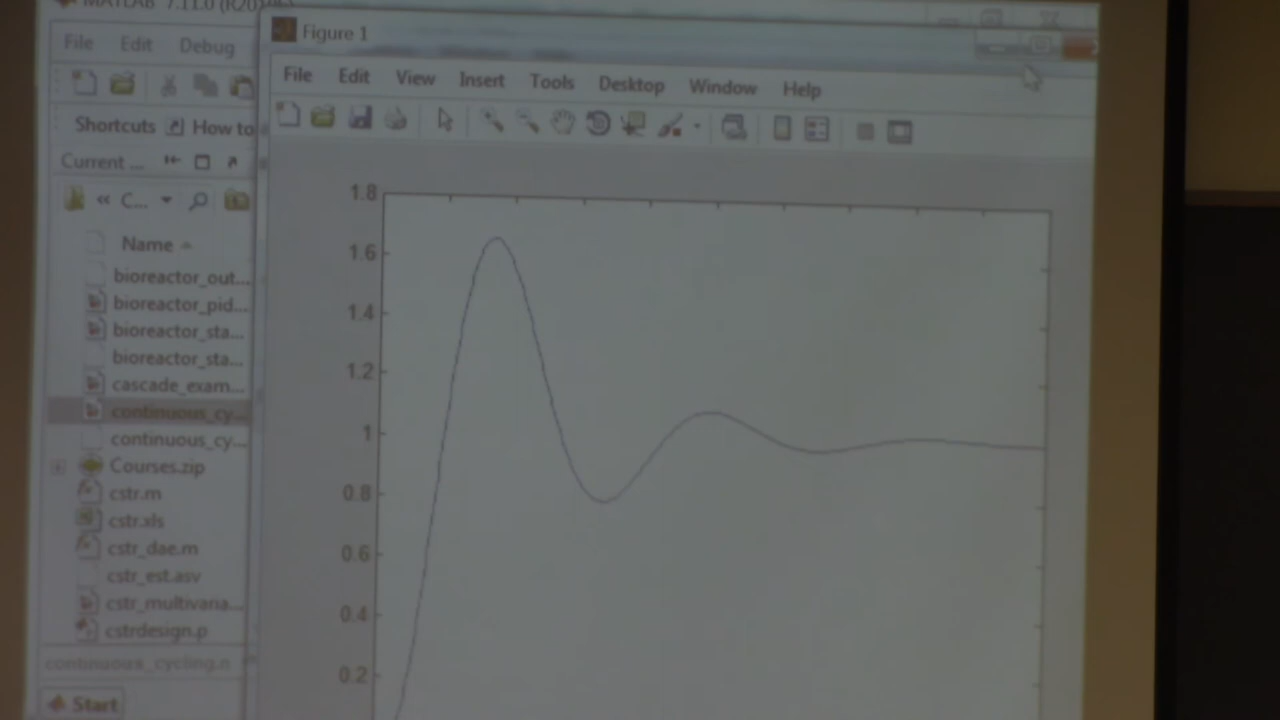 MATLAB 7.11.0 (R2010b)
Figure 1
File Edit Debug
File Edit View Insert Tools Desktop Window Help
Shortcuts How to
Current ...
« C...
Name
bioreactor_out...
bioreactor_pid...
bioreactor_sta...
bioreactor_sta...
cascade_exam...
continuous_cy...
continuous_cy...
Courses.zip
cstr.m
cstr.xls
cstr_dae.m
cstr_est.asv
cstr_multivaria...
cstrdesign.p
continuous_cycling.n
Start
1.8
1.6
1.4
1.2
1
0.8
0.6
0.4
0.2